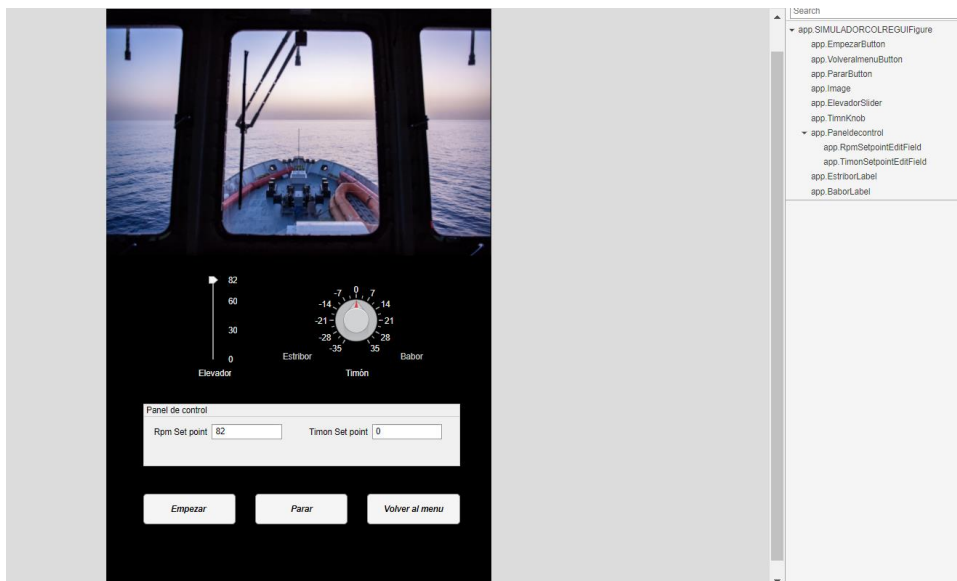 Search
app.SIMULADORCOLREGUIFigure
app.EmpezarButton
app.VolveralmenuButton
app.PararButton
app.Image
app.ElevadorSlider
app.TimnKnob
app.Paneldecontrol
app.RpmSetpointEditField
app.TimonSetpointEditField
app.EstriborLabel
app.BaborLabel
82
60
30
0
Elevador
0
-7 7
-14 14
-21 21
-28 28
-35 35
Estribor Babor
Timón
Panel de control
Rpm Set point 82 Timon Set point 0
Empezar Parar Volver al menu